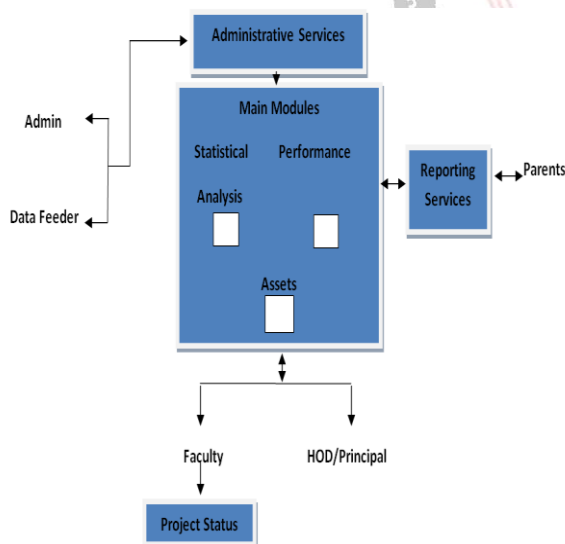 Administrative Services
Main Modules
Admin
Statistical Performance
Reporting
Services
Parents
Analysis
Data Feeder
Assets
Faculty
HOD/Principal
Project Status